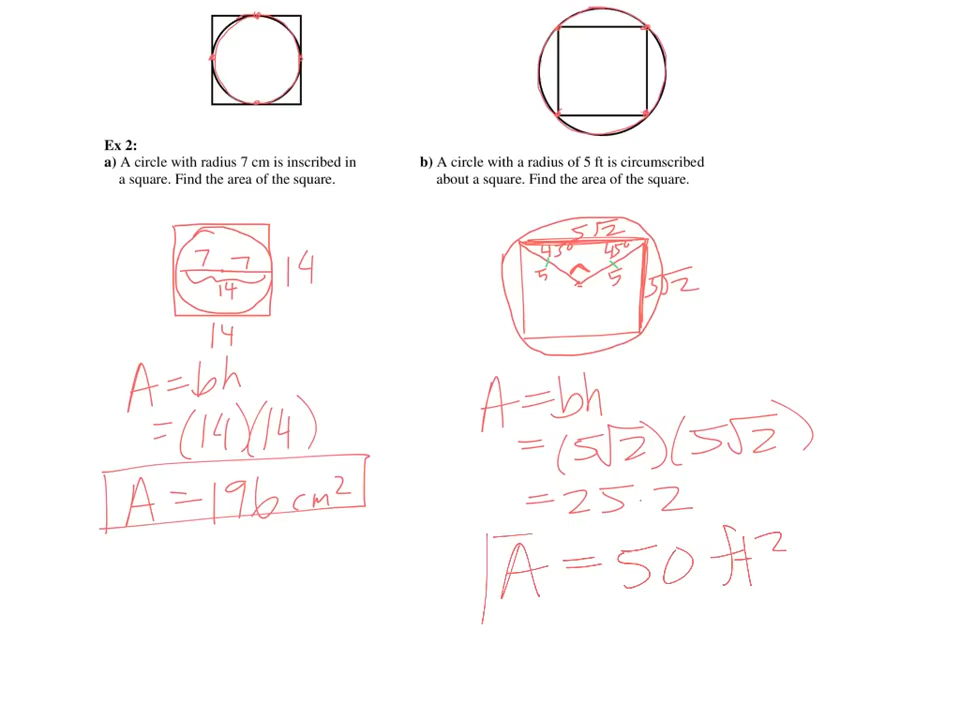 Ex 2:
a) A circle with radius 7 cm is inscribed in
a square. Find the area of the square.
7 7
14
14
14
A = bh
= (14)(14)
A = 196 cm²
b) A circle with a radius of 5 ft is circumscribed
about a square. Find the area of the square.
5√2
45° 45°
5 5
5√2
A = bh
= (5√2)(5√2)
= 25·2
A = 50 ft²